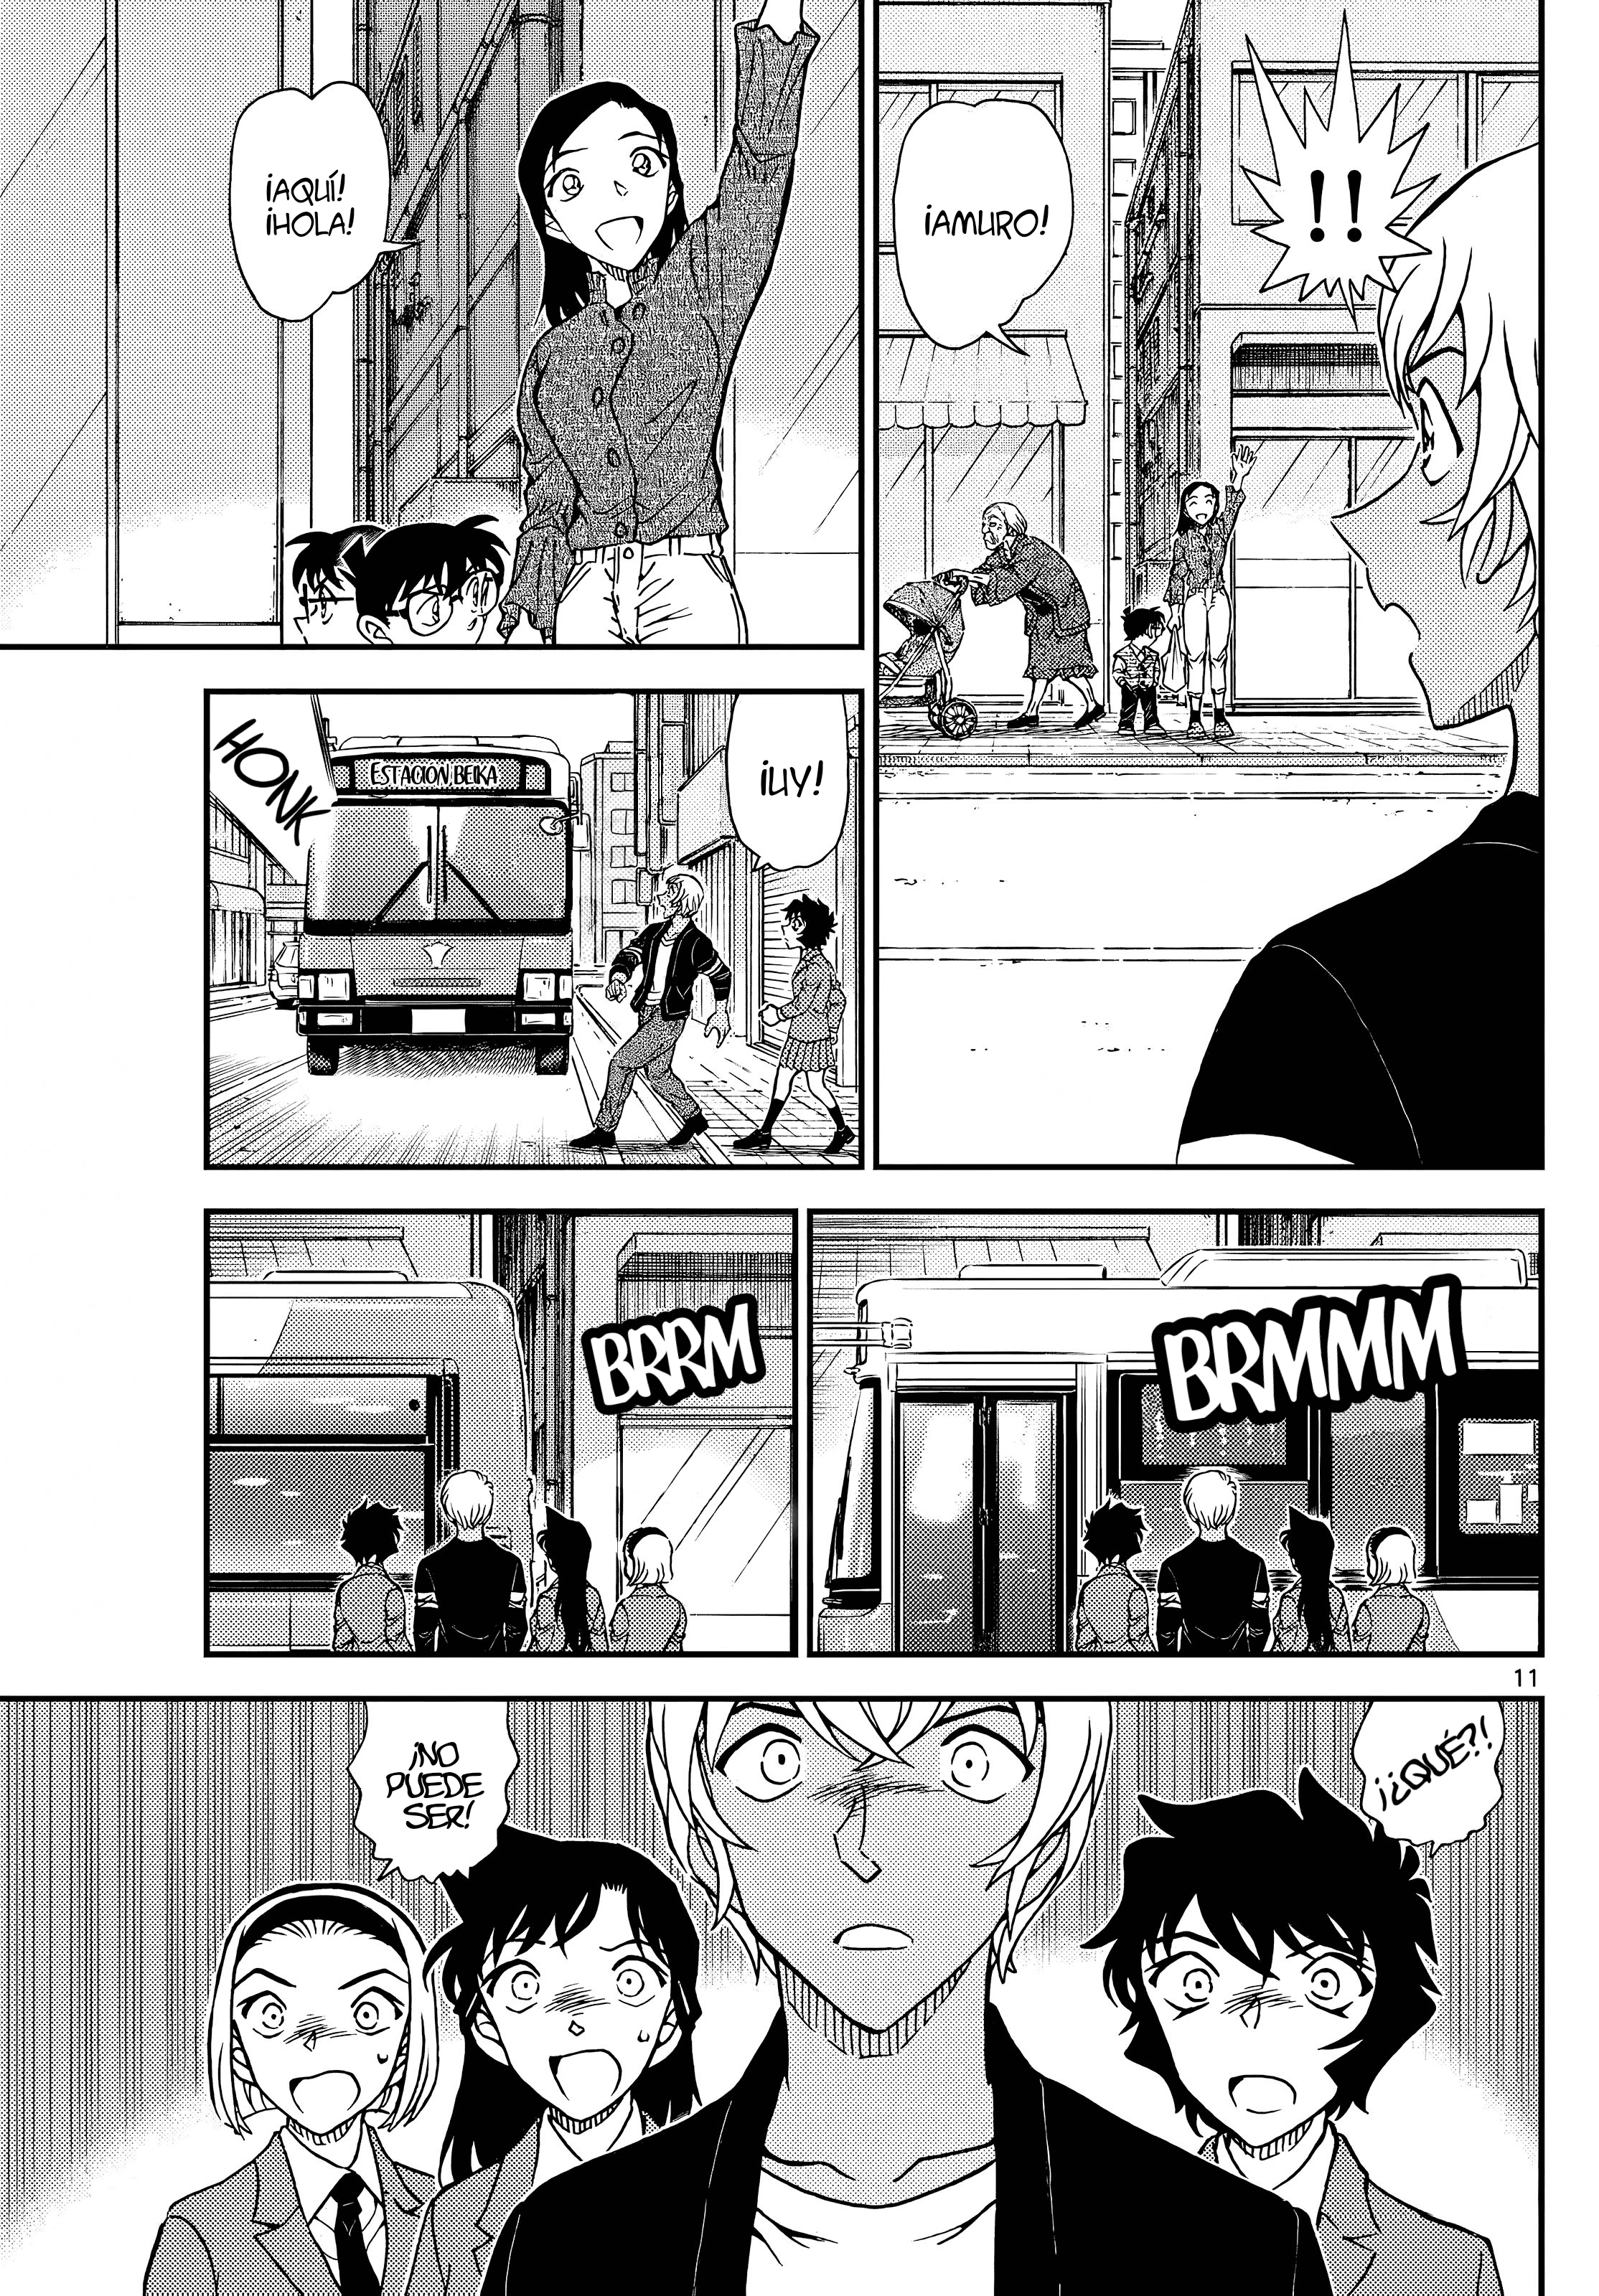 !!
¡AMURO!
¡AQUÍ!
¡HOLA!
¡UY!
HONK
ESTACIÓN BEIKA
BRMMM
BRRM
11
¡¿QUÉ?!
¡NO
PUEDE
SER!